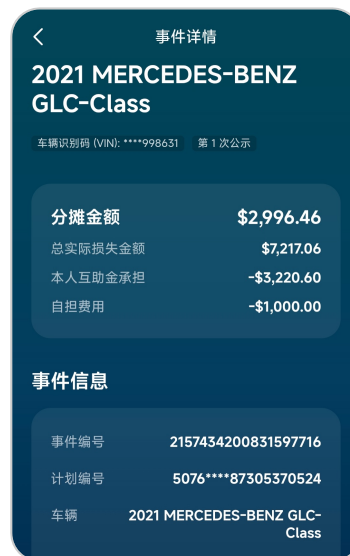 事件详情
2021 MERCEDES-BENZ
GLC-Class
车辆识别码 (VIN): ****998631 第 1 次公示
分摊金额 $2,996.46
总实际损失金额 $7,217.06
本人互助金承担 -$3,220.60
自担费用 -$1,000.00
事件信息
事件编号 2157434200831597716
计划编号 5076****87305370524
车辆 2021 MERCEDES-BENZ GLC-
Class